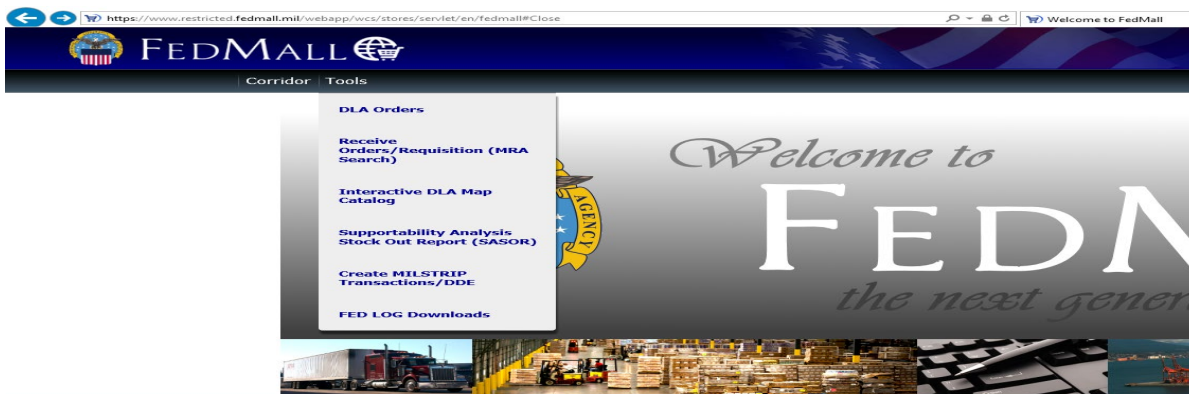 https://www.restricted.fedmall.mil/webapp/wcs/stores/servlet/en/fedmall#Close
Welcome to FedMall
FEDMALL
Corridor Tools
DLA Orders
Receive
Orders/Requisition (MRA
Search)
Interactive DLA Map
Catalog
Supportability Analysis
Stock Out Report (SASOR)
Create MILSTRIP
Transactions/DDE
FED LOG Downloads
AGENCY
Welcome to
FED
the next